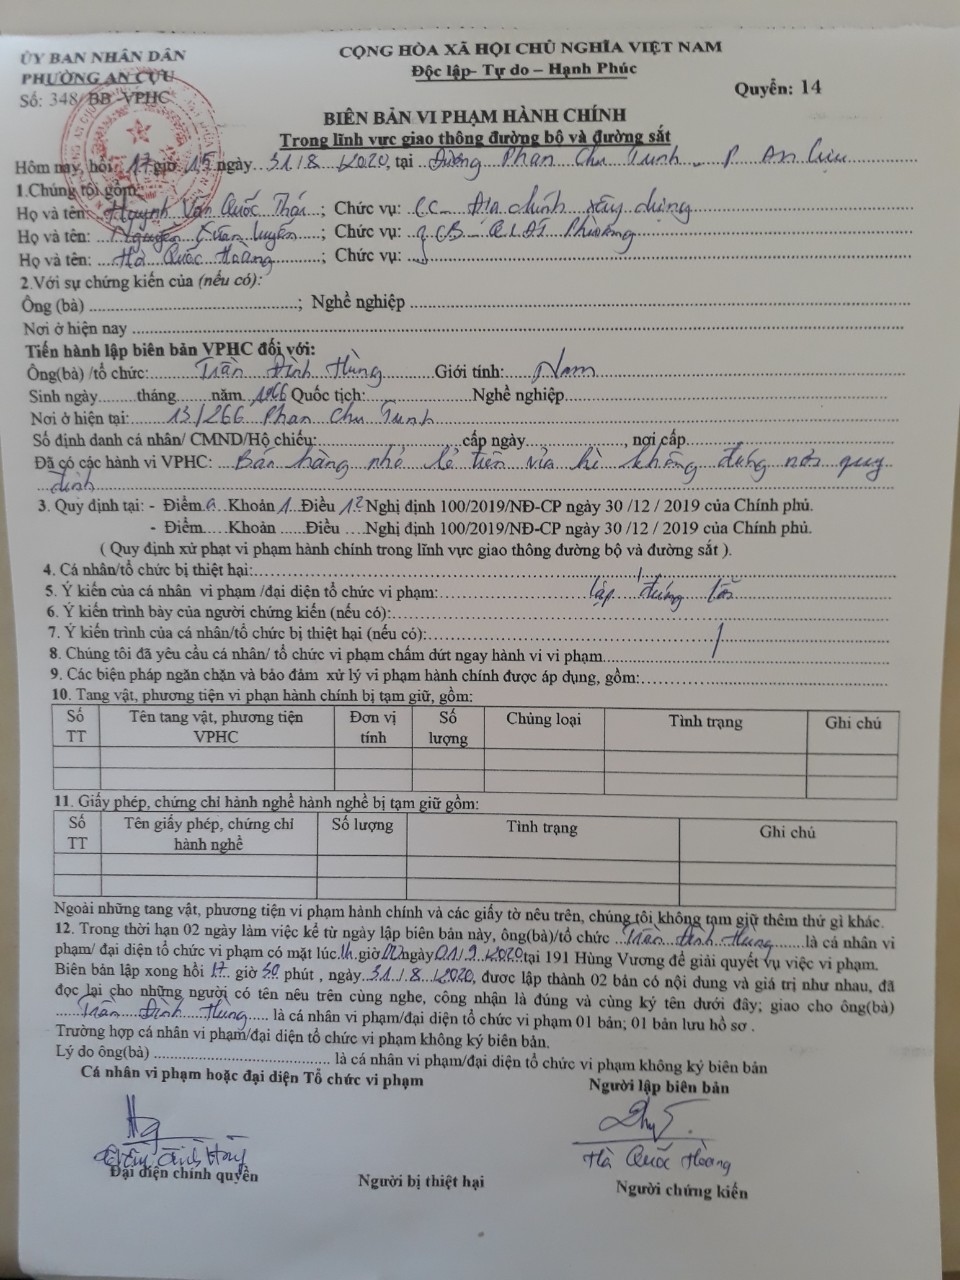 ỦY BAN NHÂN DÂN
PHƯỜNG AN CỰU
Số: 348/ BB -VPHC
CỘNG HÒA XÃ HỘI CHỦ NGHĨA VIỆT NAM
Độc lập- Tự do – Hạnh Phúc
Quyển: 14
BIÊN BẢN VI PHẠM HÀNH CHÍNH
Trong lĩnh vực giao thông đường bộ và đường sắt
Hôm nay, hồi 17 giờ 15 ngày 31/8/2020, tại Đường Phan Chu Trinh - P. An Cựu
1.Chúng tôi gồm:
Họ và tên: Huỳnh Văn Quốc Thái; Chức vụ: CC- Địa chính xây dựng
Họ và tên: Nguyễn Xuân Luyến; Chức vụ: Phường
Họ và tên: Hà Quốc Hoàng; Chức vụ:
2.Với sự chứng kiến của (nếu có):
Ông (bà) ; Nghề nghiệp
Nơi ở hiện nay
Tiến hành lập biên bản VPHC đối với:
Ông(bà) /tổ chức: Trần Đình Hùng Giới tính: Nam
Sinh ngày......tháng......năm 1966 Quốc tịch: Nghề nghiệp
Nơi ở hiện tại: 13/266 Phan Chu Trinh
Số định danh cá nhân/ CMND/Hộ chiếu: cấp ngày, nơi cấp
Đã có các hành vi VPHC: Bán hàng nhỏ lẻ trên vỉa hè không đúng nơi quy
định
3. Quy định tại: - Điểm a Khoản 1 Điều 12 Nghị định 100/2019/NĐ-CP ngày 30 /12 / 2019 của Chính phủ.
- Điểm.....Khoản ......Điều ....Nghị định 100/2019/NĐ-CP ngày 30 /12 / 2019 của Chính phủ.
( Quy định xử phạt vi phạm hành chính trong lĩnh vực giao thông đường bộ và đường sắt ).
4. Cá nhân/tổ chức bị thiệt hại:
5. Ý kiến của cá nhân vi phạm /đại diện tổ chức vi phạm: lập đúng
6. Ý kiến trình bày của người chứng kiến (nếu có):
7. Ý kiến trình của cá nhân/tổ chức bị thiệt hại (nếu có):
8. Chúng tôi đã yêu cầu cá nhân/ tổ chức vi phạm chấm dứt ngay hành vi vi phạm
9. Các biện pháp ngăn chặn và bảo đảm xử lý vi phạm hành chính được áp dụng, gồm:
10. Tang vật, phương tiện vi phạn hành chính bị tạm giữ, gồm:
Số TT Tên tang vật, phương tiện VPHC Đơn vị tính Số lượng Chủng loại Tình trạng Ghi chú
11. Giấy phép, chứng chỉ hành nghề hành nghề bị tạm giữ gồm:
Số TT Tên giấy phép, chứng chỉ hành nghề Số lượng Tình trạng Ghi chú
Ngoài những tang vật, phương tiện vi phạm hành chính và các giấy tờ nêu trên, chúng tôi không tạm giữ thêm thứ gì khác.
12. Trong thời hạn 02 ngày làm việc kể từ ngày lập biên bản này, ông(bà)/tổ chức Trần Đình Hùng là cá nhân vi
phạm/ đại diện tổ chức vi phạm có mặt lúc giờ ngày 01/9/2020 tại 191 Hùng Vương để giải quyết vụ việc vi phạm.
Biên bản lập xong hồi 17 giờ 30 phút , ngày 31/8/2020, được lập thành 02 bản có nội dung và giá trị như nhau, đã
đọc lại cho những người có tên nêu trên cùng nghe, công nhận là đúng và cùng ký tên dưới đây; giao cho ông(bà)
Trần Đình Hùng là cá nhân vi phạm/đại diện tổ chức vi phạm 01 bản; 01 bản lưu hồ sơ .
Trường hợp cá nhân vi phạm/đại diện tổ chức vi phạm không ký biên bản.
Lý do ông(bà) là cá nhân vi phạm/đại diện tổ chức vi phạm không ký biên bản
Cá nhân vi phạm hoặc đại diện Tổ chức vi phạm
Người lập biên bản
Trần Đình Hùng
Hà Quốc Hoàng
Đại diện chính quyền
Người bị thiệt hại
Người chứng kiến